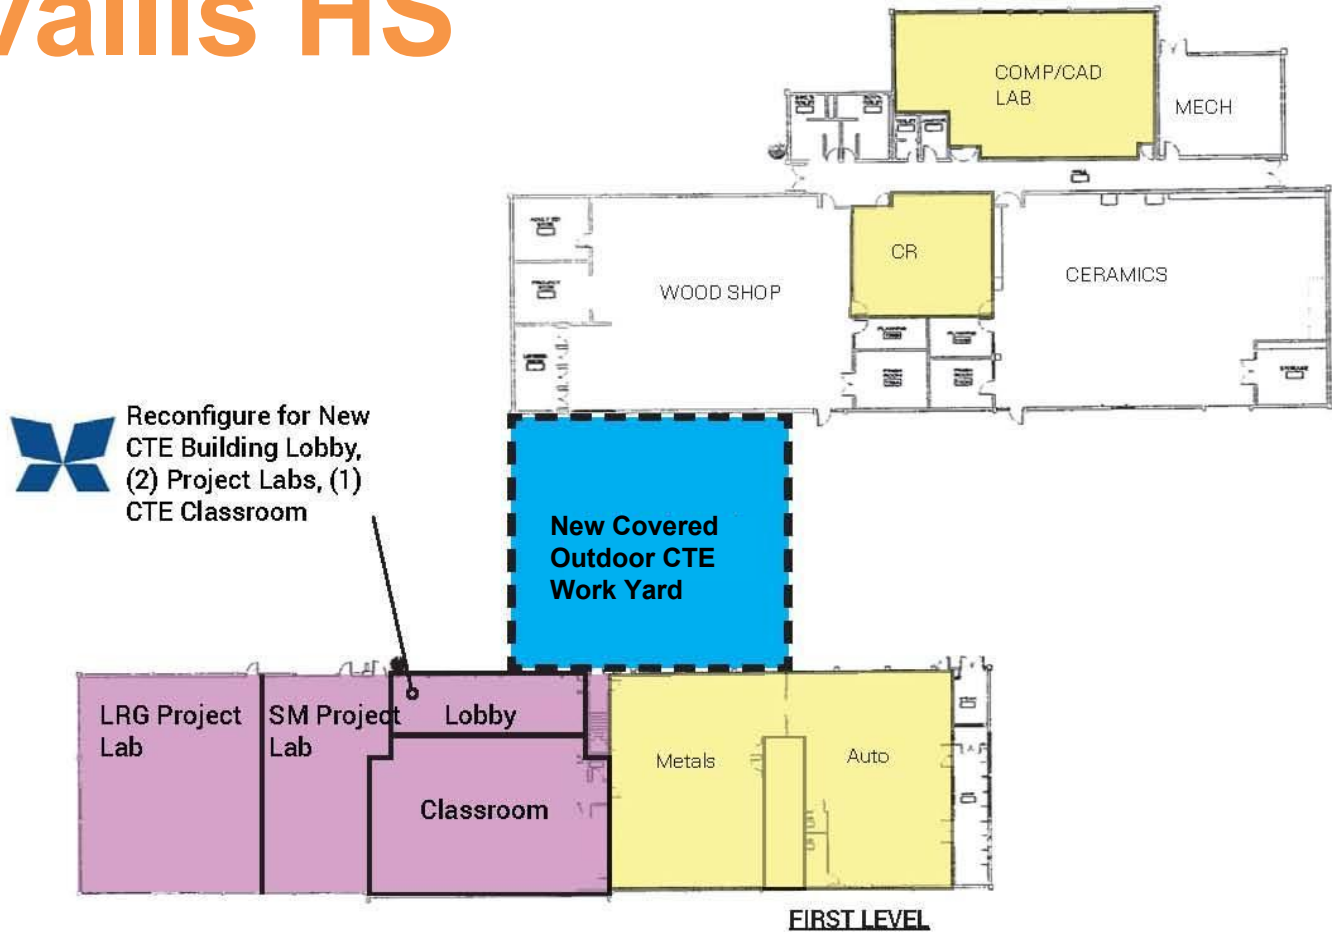 vallis HS
COMP/CAD
LAB
MECH
CR
WOOD SHOP
CERAMICS
STORAGE
Reconfigure for New
CTE Building Lobby,
(2) Project Labs, (1)
CTE Classroom
New Covered
Outdoor CTE
Work Yard
LRG Project
Lab
SM Project
Lab
Lobby
Classroom
Metals
Auto
FIRST LEVEL